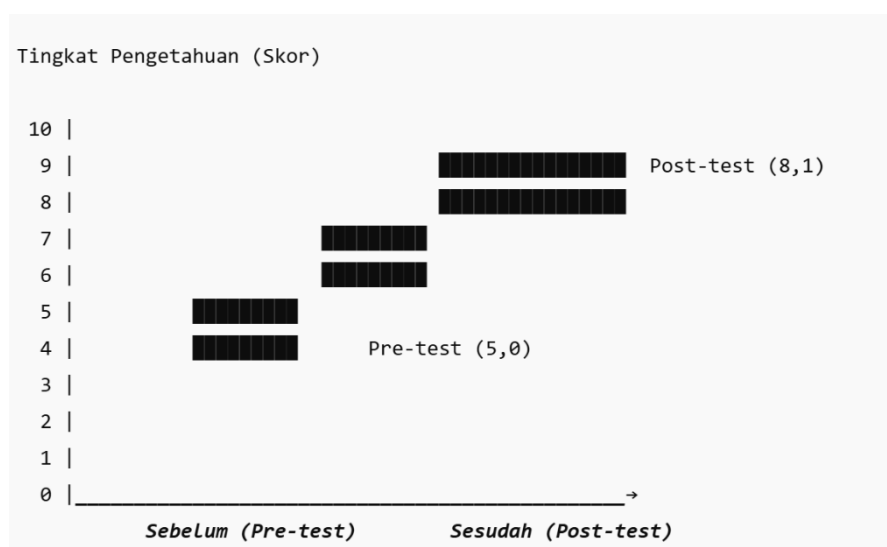 Tingkat Pengetahuan (Skor)
10 |
9 | Post-test (8,1)
8 |
7 |
6 |
5 |
4 | Pre-test (5,0)
3 |
2 |
1 |
0 |_______________________________________________→
Sebelum (Pre-test) Sesudah (Post-test)